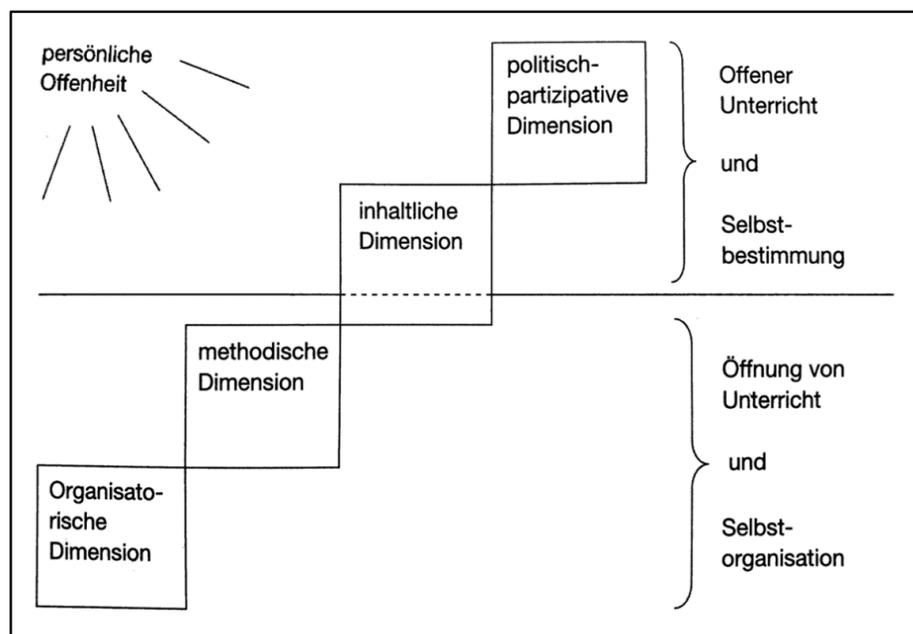 persönliche
Offenheit
politisch-
partizipative
Dimension
Offener
Unterricht
und
Selbst-
bestimmung
inhaltliche
Dimension
methodische
Dimension
Öffnung von
Unterricht
und
Selbst-
organisation
Organisato-
rische
Dimension